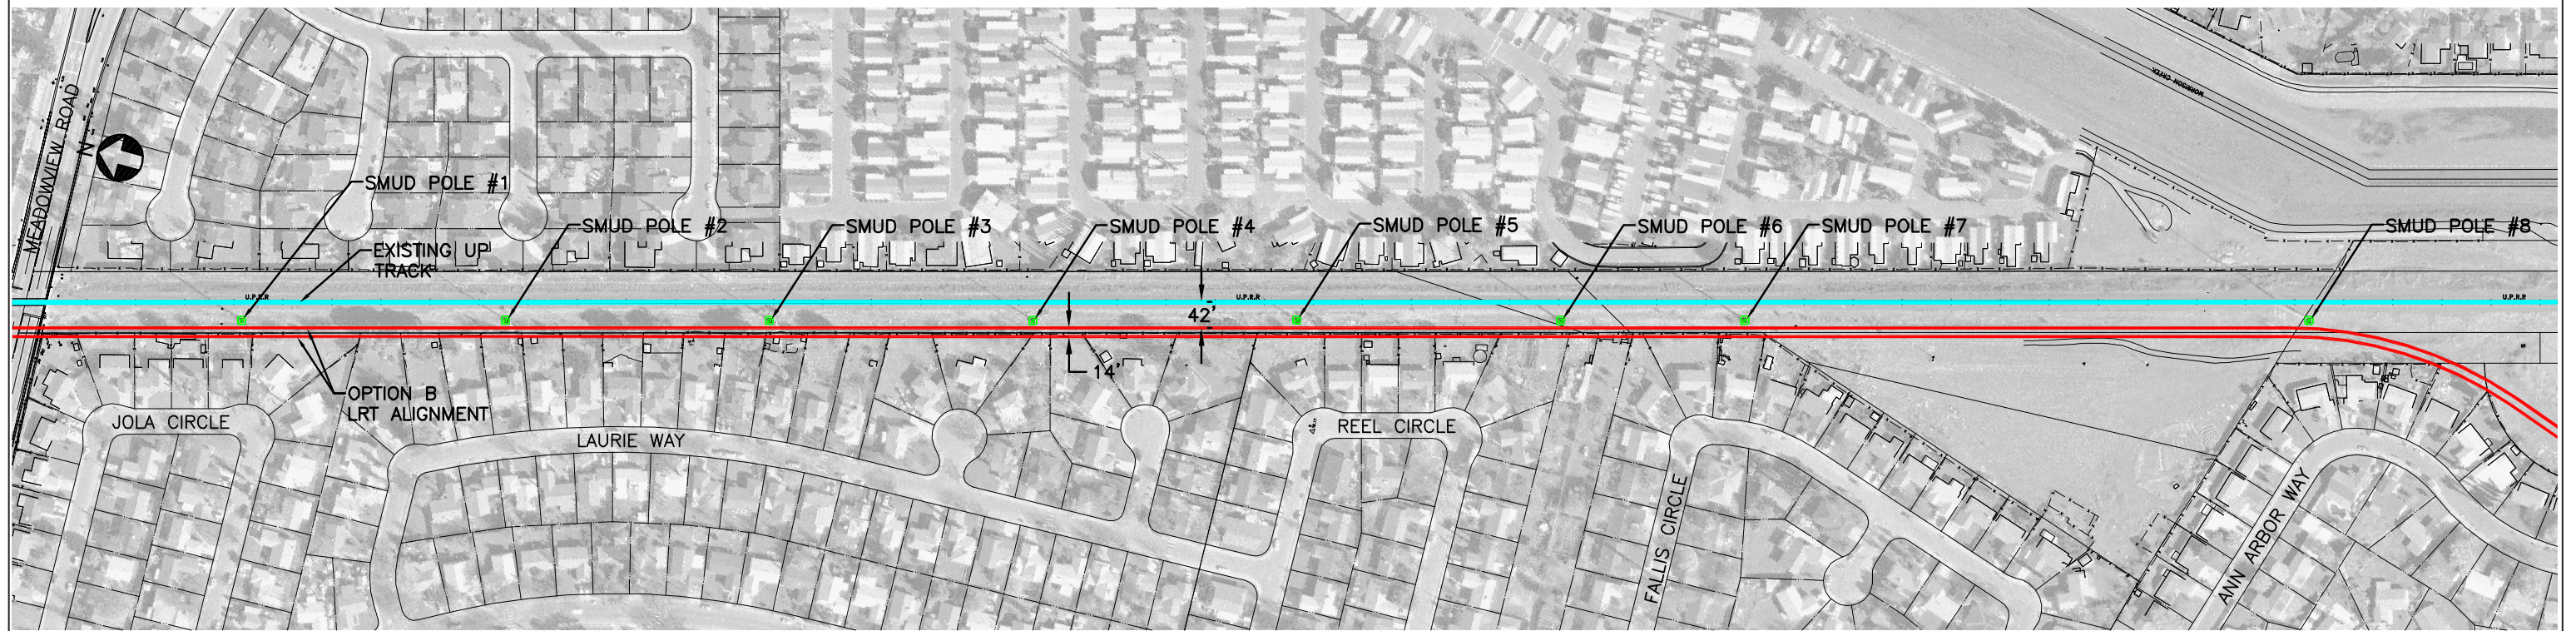 MORRISON CREEK
MEADOWVIEW ROAD
N
SMUD POLE #1
SMUD POLE #2
SMUD POLE #3
SMUD POLE #4
SMUD POLE #5
SMUD POLE #6
SMUD POLE #7
SMUD POLE #8
EXISTING UP
TRACK
U.P.R.R
U.P.R.R
U.P.R.R
42'
14'
OPTION B
LRT ALIGNMENT
JOLA CIRCLE
LAURIE WAY
REEL CIRCLE
FALLIS CIRCLE
ANN ARBOR WAY